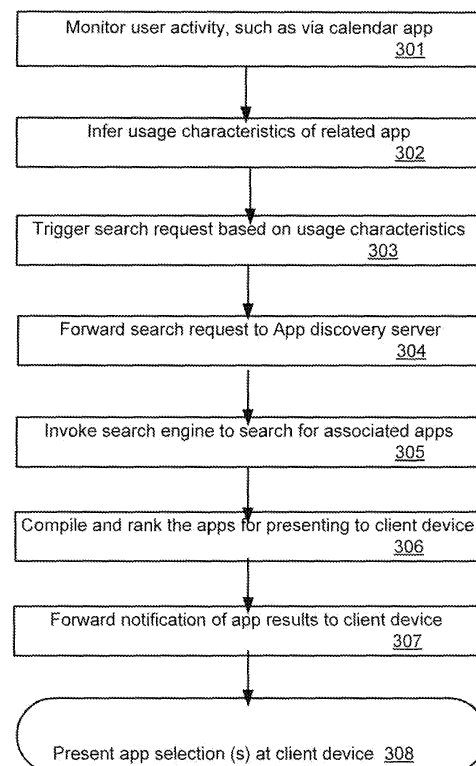 Monitor user activity, such as via calendar app
301
Infer usage characteristics of related app
302
Trigger search request based on usage characteristics
303
Forward search request to App discovery server
304
Invoke search engine to search for associated apps
305
Compile and rank the apps for presenting to client device
306
Forward notification of app results to client device
307
Present app selection (s) at client device 308